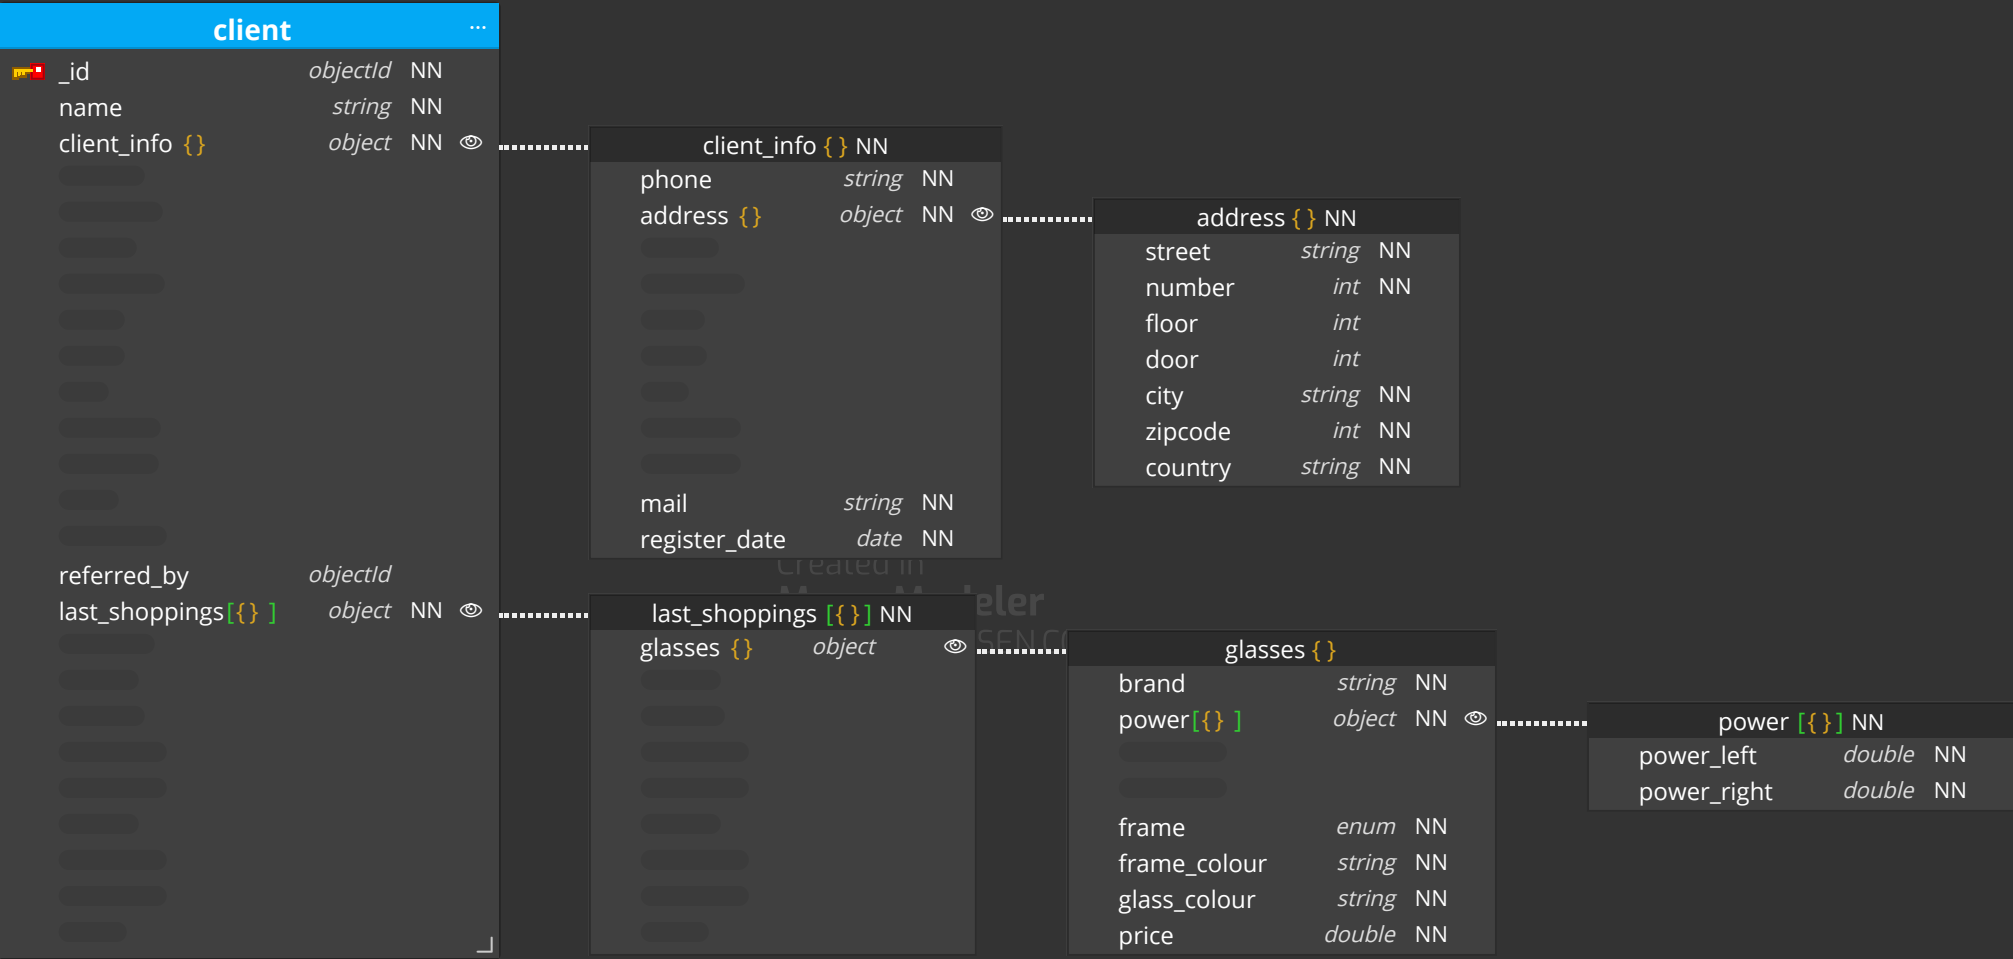 client ...
_id objectId NN
name string NN
client_info {} object NN
referred_by objectId
last_shoppings[{} ] object NN
client_info { } NN
phone string NN
address {} object NN
mail string NN
register_date date NN
address { } NN
street string NN
number int NN
floor int
door int
city string NN
zipcode int NN
country string NN
Created in
eler
last_shoppings [{ }] NN
glasses {} object
glasses { }
brand string NN
power[{} ] object NN
frame enum NN
frame_colour string NN
glass_colour string NN
price double NN
power [{ }] NN
power_left double NN
power_right double NN